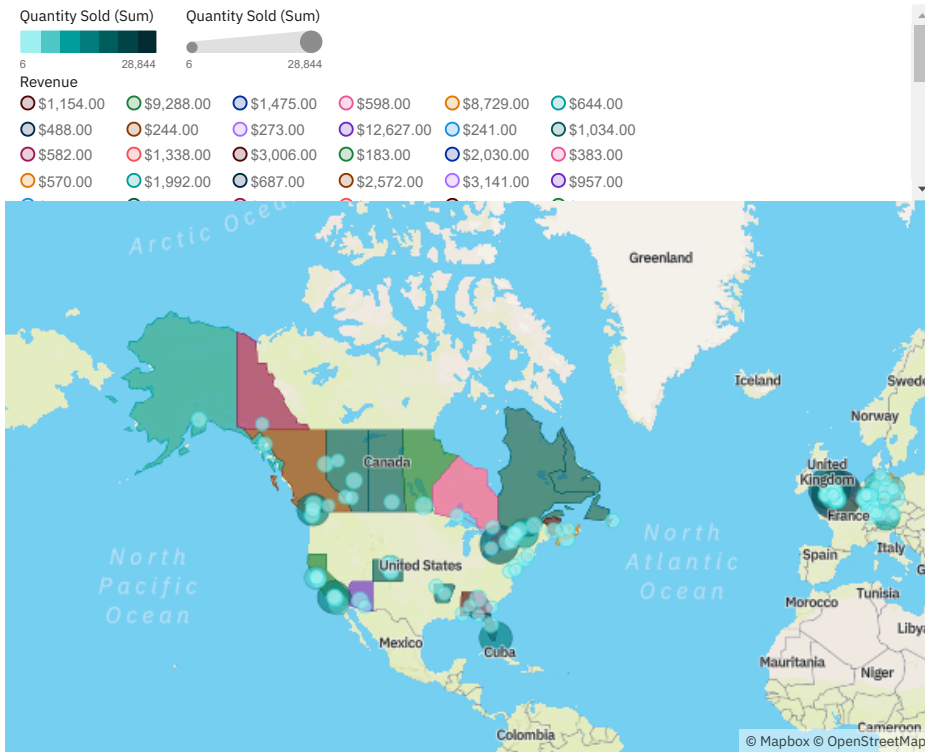 Quantity Sold (Sum) Quantity Sold (Sum)
6 28,844 6 28,844
Revenue
$1,154.00 $9,288.00 $1,475.00 $598.00 $8,729.00 $644.00
$488.00 $244.00 $273.00 $12,627.00 $241.00 $1,034.00
$582.00 $1,338.00 $3,006.00 $183.00 $2,030.00 $383.00
$570.00 $1,992.00 $687.00 $2,572.00 $3,141.00 $957.00
Arctic Ocean
Greenland
Iceland
Swede
Norway
Canada
United
Kingdom
France
North
Pacific
Ocean
United States
North
Atlantic
Ocean
Spain
Italy
G
Tunisia
Morocco
Liby
Mexico
Cuba
Mauritania
Niger
Cameroon
Colombia
© Mapbox © OpenStreetMap